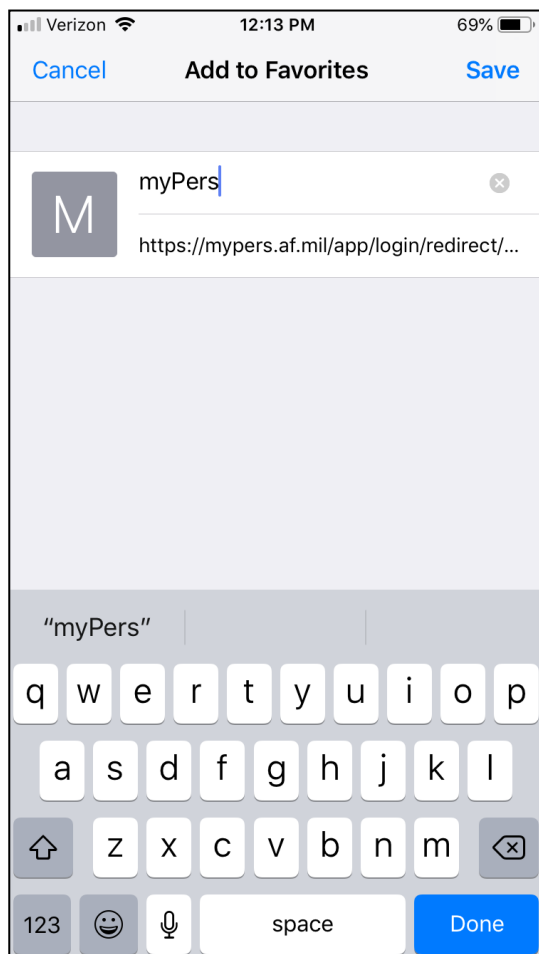 Verizon 12:13 PM 69%
Cancel Add to Favorites Save
M
myPers
https://mypers.af.mil/app/login/redirect/...
“myPers”
q w e r t y u i o p
a s d f g h j k l
z x c v b n m
123 space Done